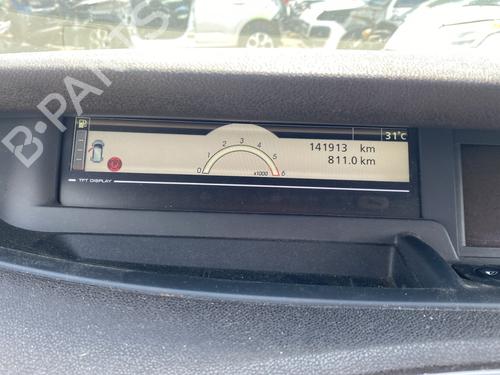 B-PARTS
31°C
141913 km
811.0 km
0 1 2 3 4 5 6
x1000
TFT DISPLAY